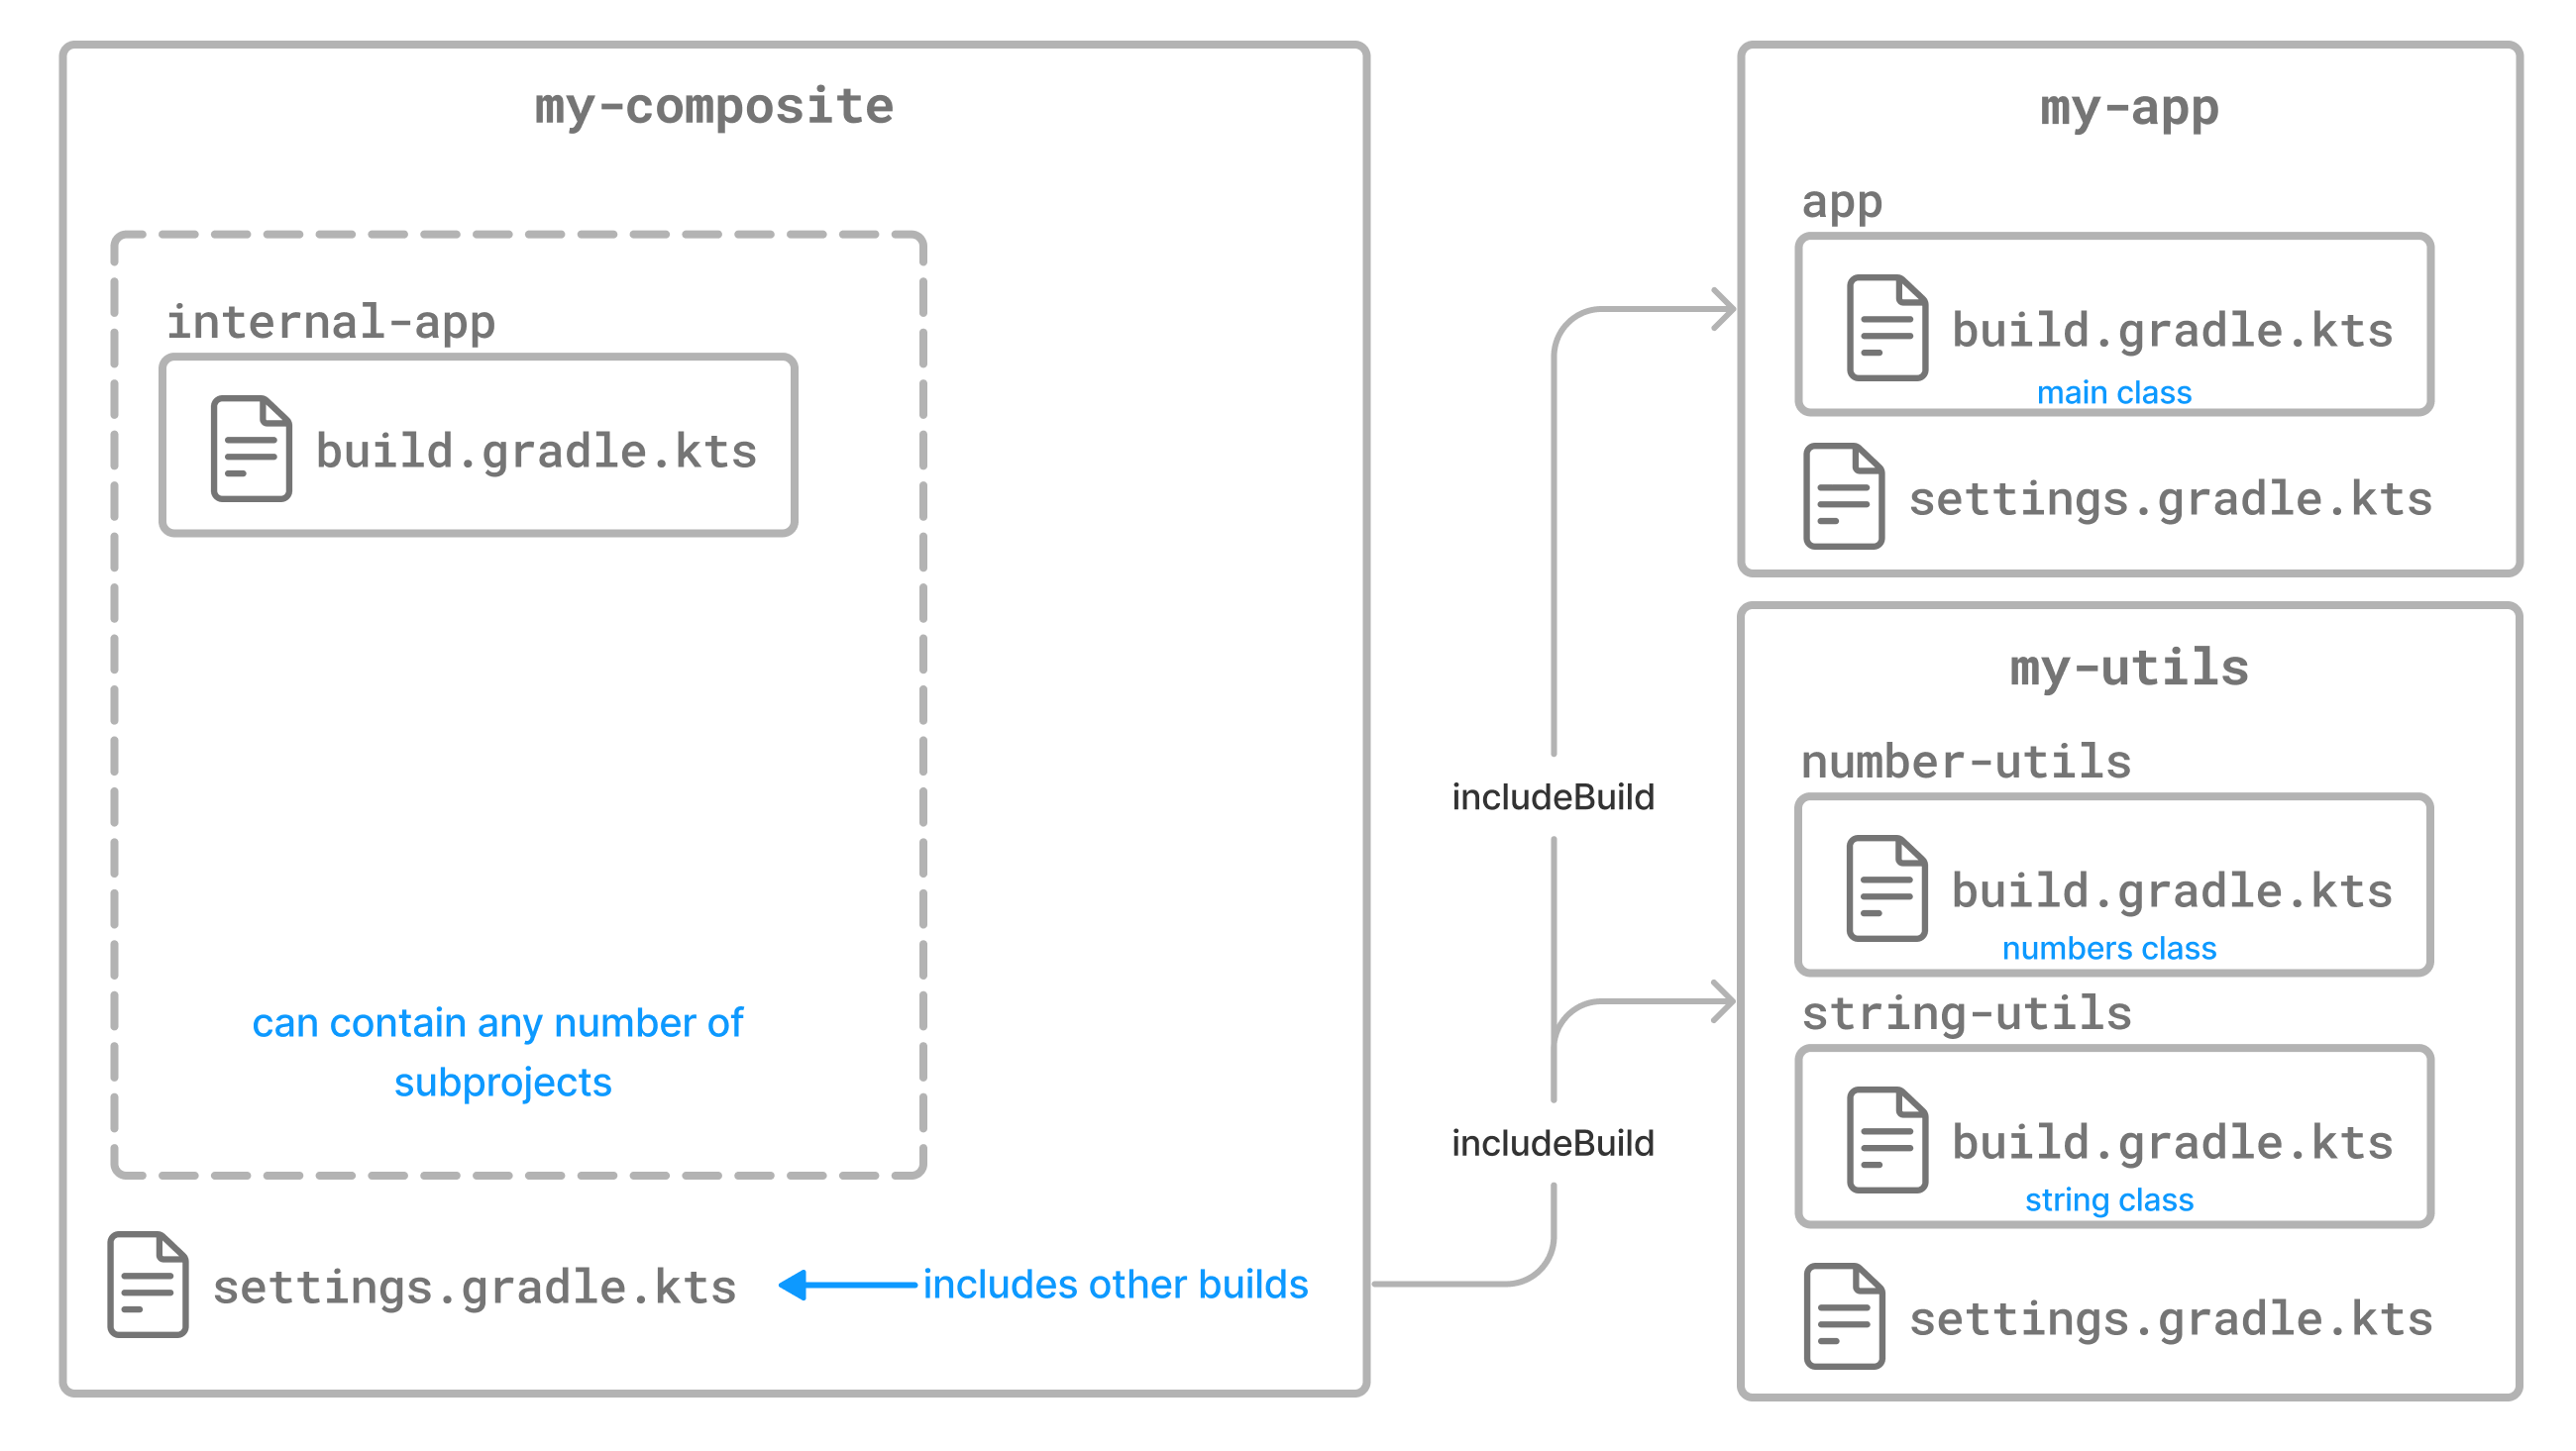 my-composite
internal-app
build.gradle.kts
can contain any number of
subprojects
settings.gradle.kts
includes other builds
includeBuild
includeBuild
my-app
app
build.gradle.kts
main class
settings.gradle.kts
my-utils
number-utils
build.gradle.kts
numbers class
string-utils
build.gradle.kts
string class
settings.gradle.kts